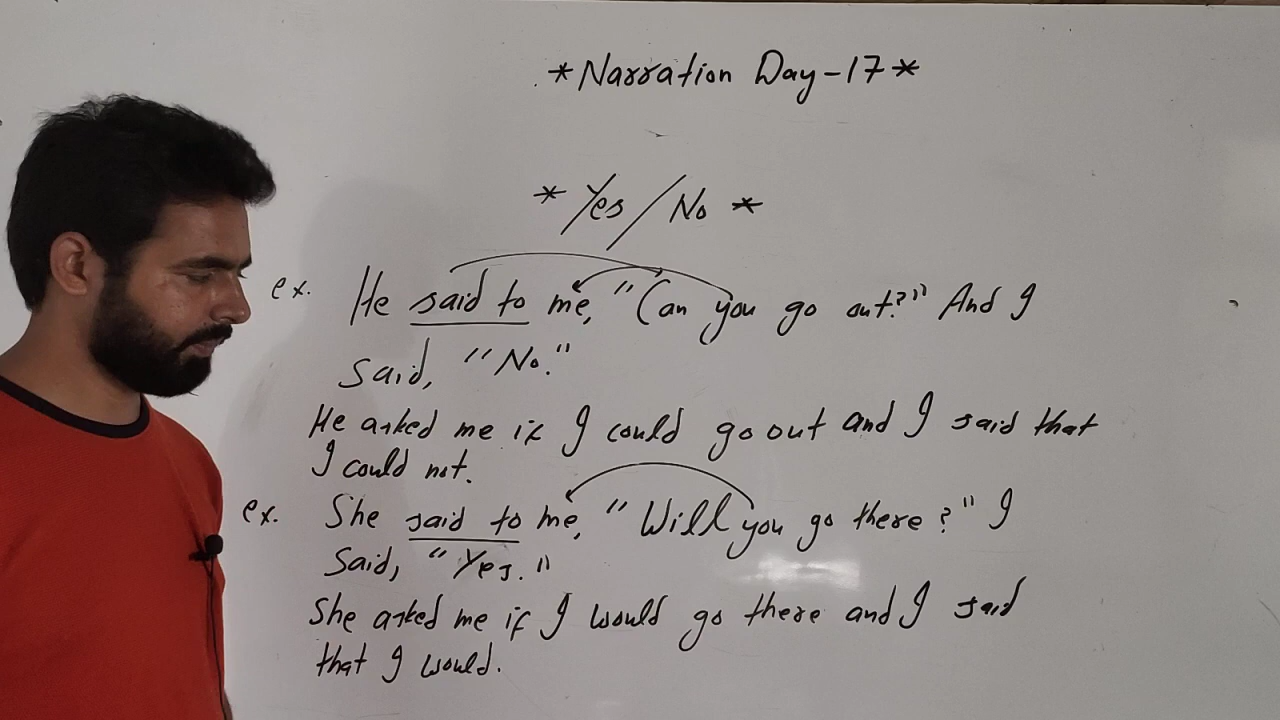 *Narration Day-17*
*Yes/No*
ex. He said to me, "Can you go out?" And I
said, "No."
He asked me if I could go out and I said that
I could not.
ex. She said to me, "Will you go there?" I
said, "Yes."
She asked me if I would go there and I said
that I would.